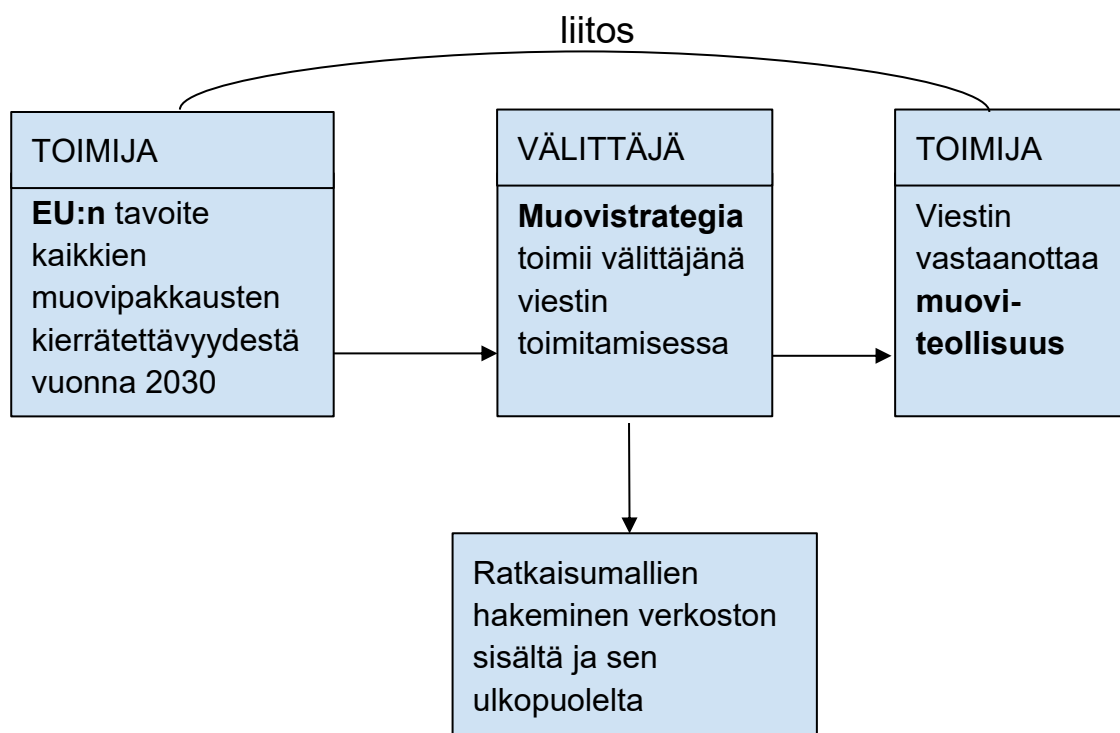 liitos
TOIMIJA
EU:n tavoite
kaikkien
muovipakkausten
kierrätettävyydestä
vuonna 2030
VÄLITTÄJÄ
Muovistrategia
toimii välittäjänä
viestin
toimitamisessa
TOIMIJA
Viestin
vastaanottaa
muovi-
teollisuus
Ratkaisumallien
hakeminen verkoston
sisältä ja sen
ulkopuolelta